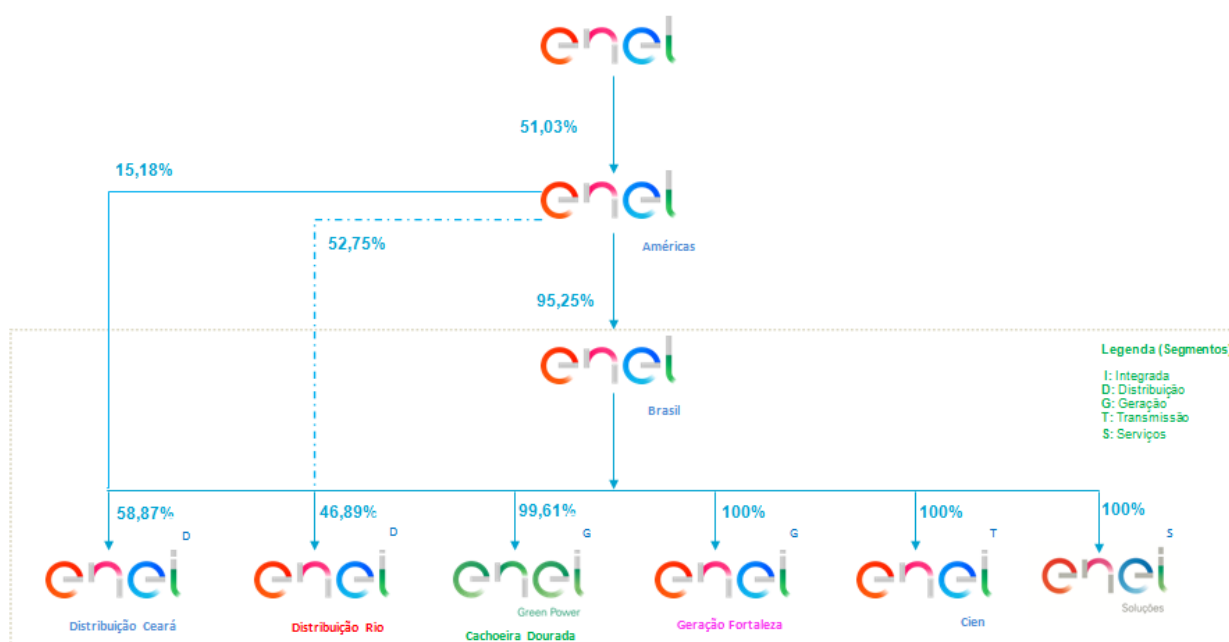 enel
51,03%
15,18%
enel
52,75%
Américas
95,25%
enel
Brasil
Legenda (Segmentos)
I: Integrada
D: Distribuição
G: Geração
T: Transmissão
S: Serviços
58,87%
46,89%
99,61%
100%
100%
100%
D
D
G
G
T
S
enel
enel
enel
enel
enel
enel
Green Power
Soluções
Distribuição Ceará
Distribuição Rio
Cachoeira Dourada
Geração Fortaleza
Cien